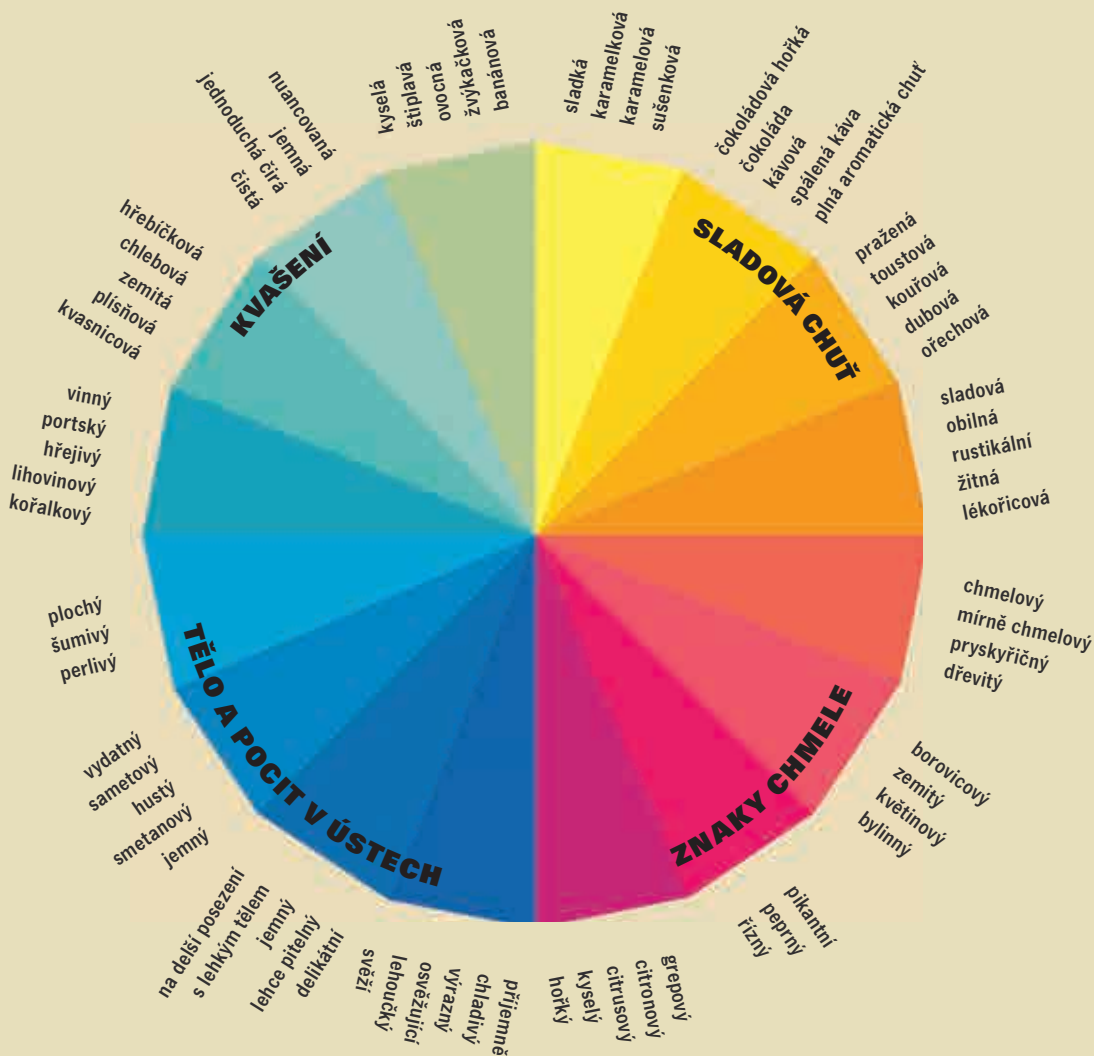 kyselá
štiplavá
ovocná
žvýkačková
banánová
sladká
karamelková
karamelová
sušenková
čokoládová hořká
čokoláda
kávová
spálená káva
plná aromatická chuť
pražená
toustová
kouřová
dubová
ořechová
sladová
obilná
rustikální
žitná
lékořicová
SLADOVÁ CHUŤ
chmelový
mírně chmelový
pryskyřičný
dřevitý
borovicový
zemitý
květinový
bylinný
pikantní
peprný
řízný
grepový
citronový
citrusový
kyselý
hořký
ZNAKY CHMELE
příjemně
chladivý
výrazný
osvěžující
lehoučký
svěží
na delší posezení
s lehkým tělem
jemný
lehce pitelný
delikátní
vydatný
sametový
hustý
smetanový
jemný
plochý
šumivý
perlivý
TĚLO A POCIT V ÚSTECH
vinný
portský
hřejivý
lihovinový
kořalkový
hřebíčková
chlebová
zemitá
plísňová
kvasnicová
nuancovaná
jemná
jednoduchá čirá
čistá
KVAŠENÍ